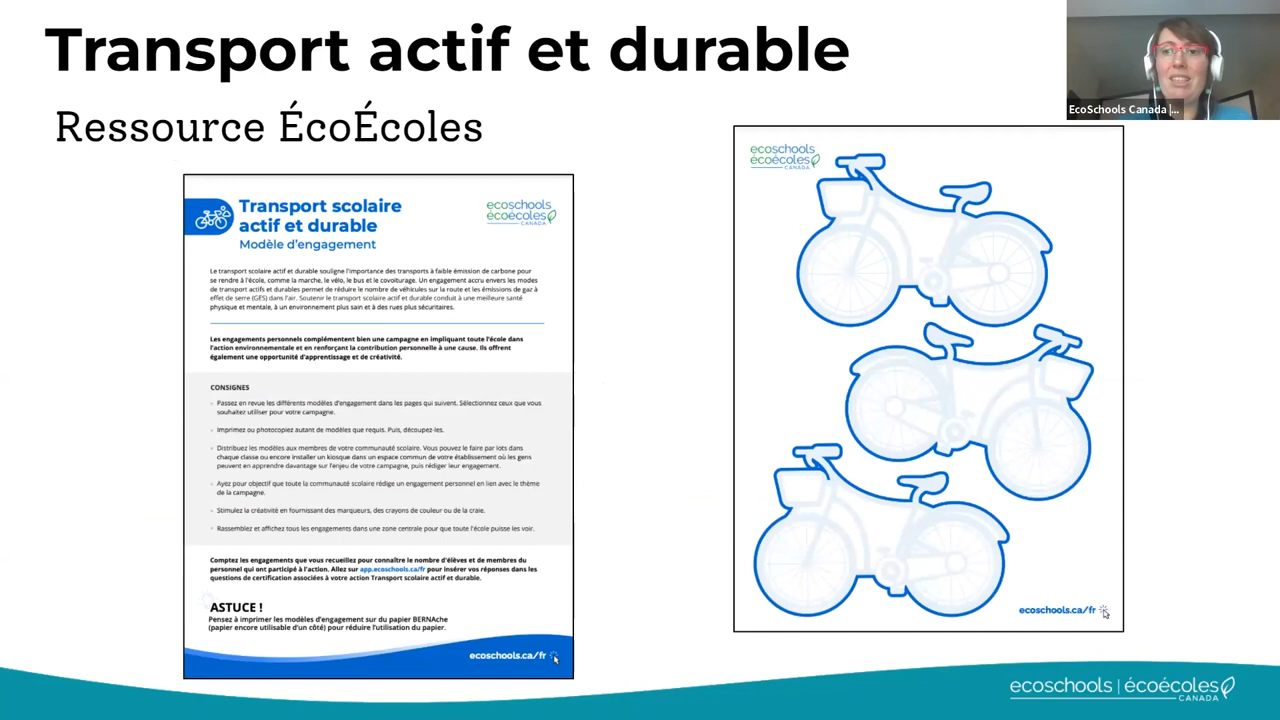 Transport actif et durable
Ressource ÉcoÉcoles
EcoSchools Canada |...
Transport scolaire
actif et durable
Modèle d'engagement
ecoschools
écoécoles
CANADA
Le transport scolaire actif et durable souligne l'importance des transports à faible émission de carbone pour
se rendre à l'école, comme la marche, le vélo, le bus et le covoiturage. Un engagement accru envers les modes
de transport actifs et durables permet de réduire le nombre de véhicules sur la route et les émissions de gaz à
effet de serre (GES) dans l'air. Soutenir le transport scolaire actif et durable conduit à une meilleure santé
physique et mentale, à un environnement plus sain et à des rues plus sécuritaires.
Les engagements personnels complémentent bien une campagne en impliquant toute l'école dans
l'action environnementale et en renforçant la contribution personnelle à une cause. Ils offrent
également une opportunité d'apprentissage et de créativité.
CONSIGNES
Passez en revue les différents modèles d'engagement dans les pages qui suivent. Sélectionnez ceux que vous
souhaitez utiliser pour votre campagne.
Imprimez ou photocopiez autant de modèles que requis. Puis, découpez-les.
Distribuez les modèles aux membres de votre communauté scolaire. Vous pouvez le faire par lots dans
chaque classe ou encore installer un kiosque dans un espace commun de votre établissement où les gens
peuvent en apprendre davantage sur l'enjeu de votre campagne, puis rédiger leur engagement.
Ayez pour objectif que toute la communauté scolaire rédige un engagement personnel en lien avec le thème
de la campagne.
Stimulez la créativité en fournissant des marqueurs, des crayons de couleur ou de la craie.
Rassemblez et affichez tous les engagements dans une zone centrale pour que toute l'école puisse les voir.
Comptez les engagements que vous recueillez pour connaître le nombre d'élèves et de membres du
personnel qui ont participé à l'action. Allez sur app.ecoschools.ca/fr pour insérer vos réponses dans les
questions de certification associées à votre action Transport scolaire actif et durable.
ASTUCE !
Pensez à imprimer les modèles d'engagement sur du papier BERNAche
(papier encore utilisable d'un côté) pour réduire l'utilisation du papier.
ecoschools.ca/fr
ecoschools
écoécoles
CANADA
ecoschools.ca/fr
ecoschools | écoécoles
CANADA